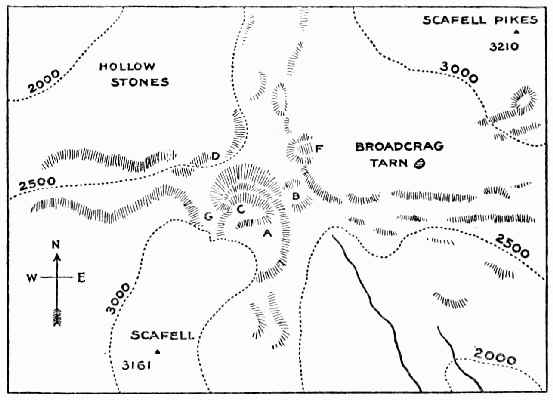 SCAFELL PIKES
3210
2000
HOLLOW
STONES
3000
F
BROADCRAG
TARN
D
2500
B
C
G
A
2500
N
W E
3000
SCAFELL
3161
2000